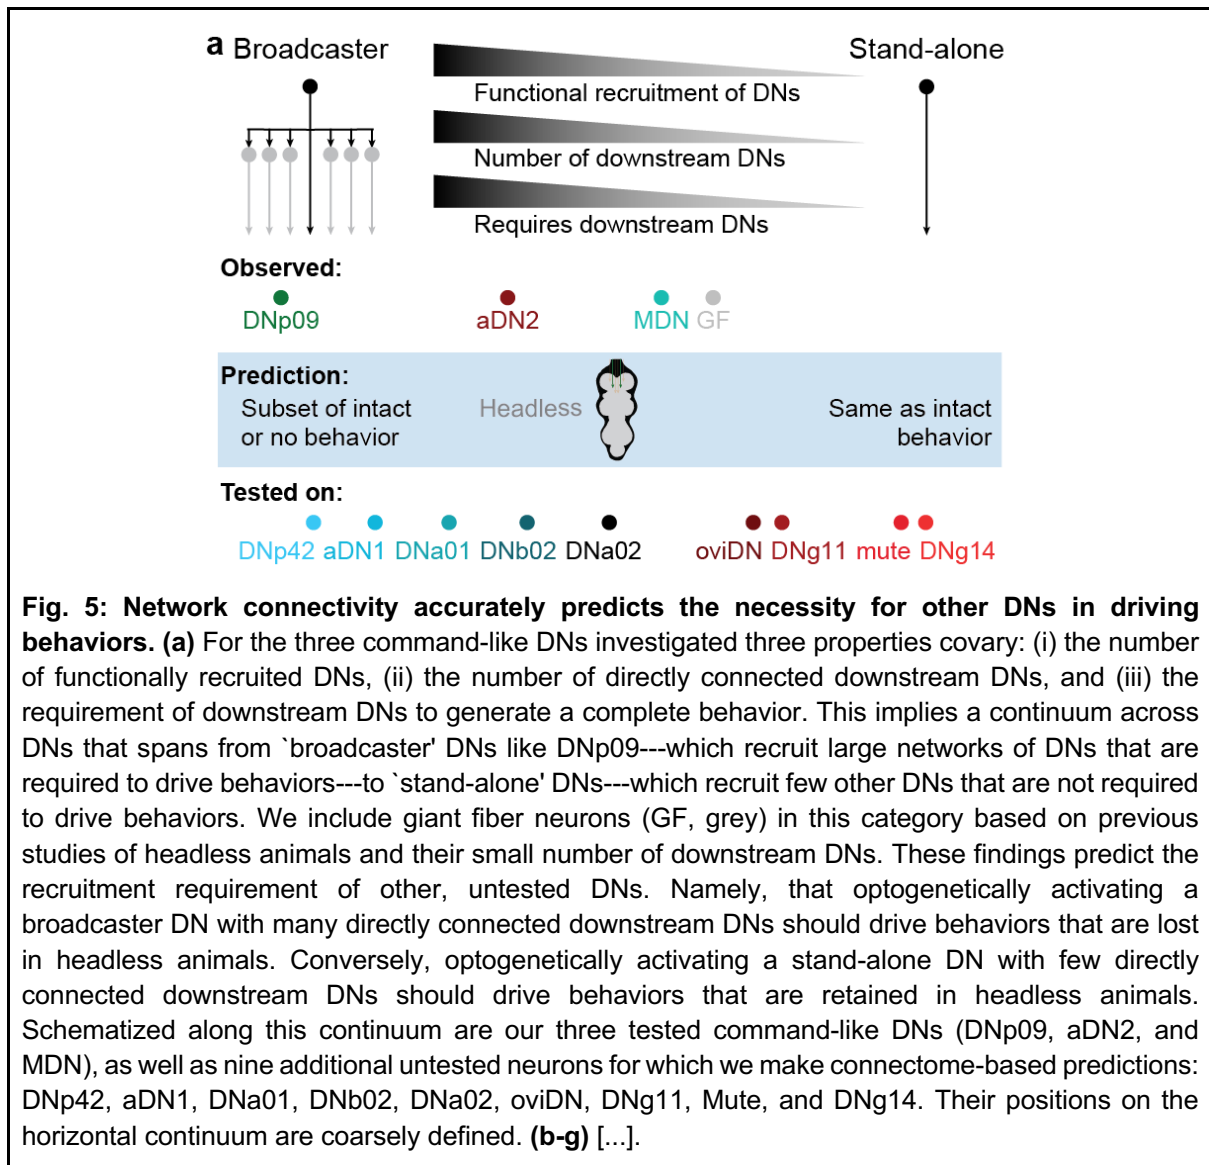 a Broadcaster
Stand-alone
Functional recruitment of DNs
Number of downstream DNs
Requires downstream DNs
Observed:
DNp09
aDN2
MDN
GF
Prediction:
Subset of intact
or no behavior
Headless
Same as intact
behavior
Tested on:
DNp42 aDN1 DNa01 DNb02 DNa02 oviDN DNg11 mute DNg14
Fig. 5: Network connectivity accurately predicts the necessity for other DNs in driving
behaviors. (a) For the three command-like DNs investigated three properties covary: (i) the number
of functionally recruited DNs, (ii) the number of directly connected downstream DNs, and (iii) the
requirement of downstream DNs to generate a complete behavior. This implies a continuum across
DNs that spans from `broadcaster' DNs like DNp09---which recruit large networks of DNs that are
required to drive behaviors---to `stand-alone' DNs---which recruit few other DNs that are not required
to drive behaviors. We include giant fiber neurons (GF, grey) in this category based on previous
studies of headless animals and their small number of downstream DNs. These findings predict the
recruitment requirement of other, untested DNs. Namely, that optogenetically activating a
broadcaster DN with many directly connected downstream DNs should drive behaviors that are lost
in headless animals. Conversely, optogenetically activating a stand-alone DN with few directly
connected downstream DNs should drive behaviors that are retained in headless animals.
Schematized along this continuum are our three tested command-like DNs (DNp09, aDN2, and
MDN), as well as nine additional untested neurons for which we make connectome-based predictions:
DNp42, aDN1, DNa01, DNb02, DNa02, oviDN, DNg11, Mute, and DNg14. Their positions on the
horizontal continuum are coarsely defined. (b-g) [...].